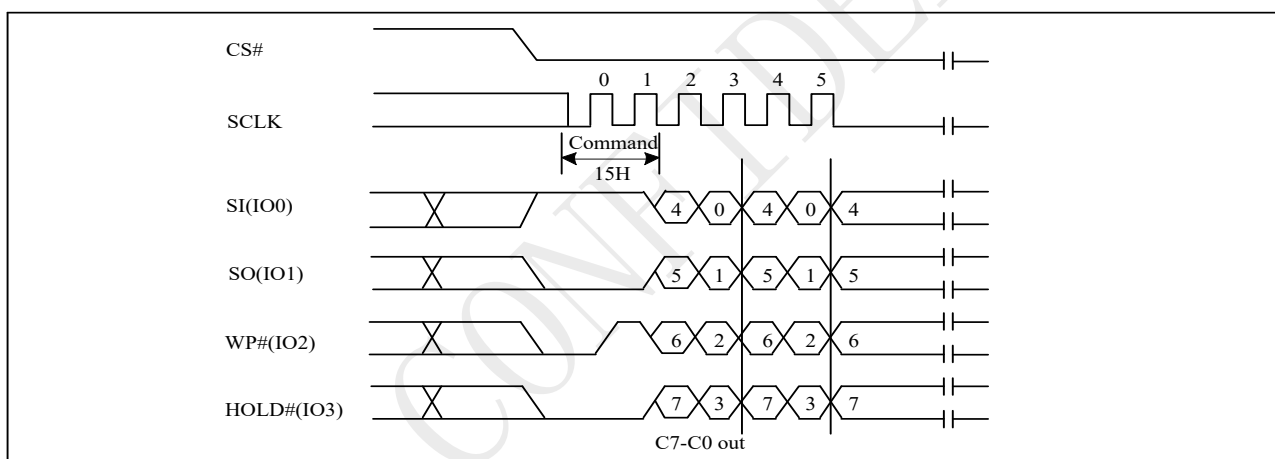 CS#
0 1 2 3 4 5
SCLK
Command
15H
SI(IO0) 4 0 4 0 4
SO(IO1) 5 1 5 1 5
WP#(IO2) 6 2 6 2 6
HOLD#(IO3) 7 3 7 3 7
C7-C0 out
CONFIDE